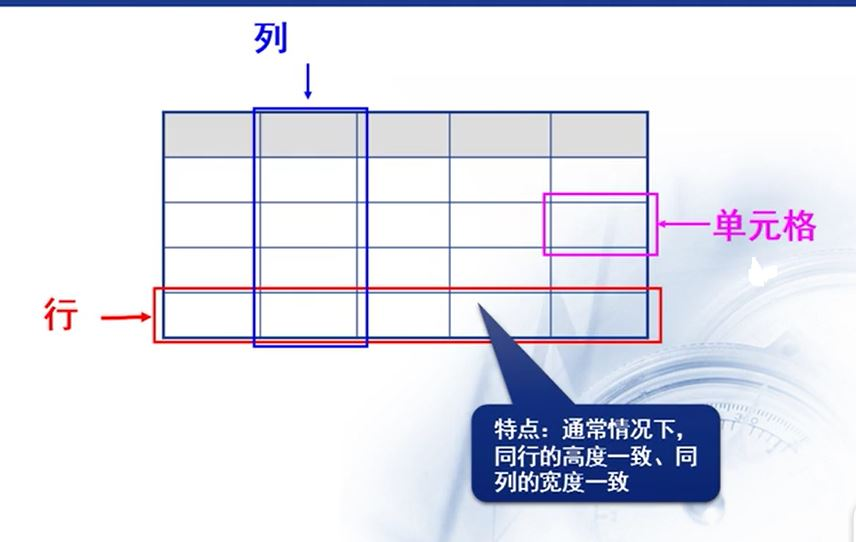 列
单元格
行
特点：通常情况下，
同行的高度一致、同
列的宽度一致